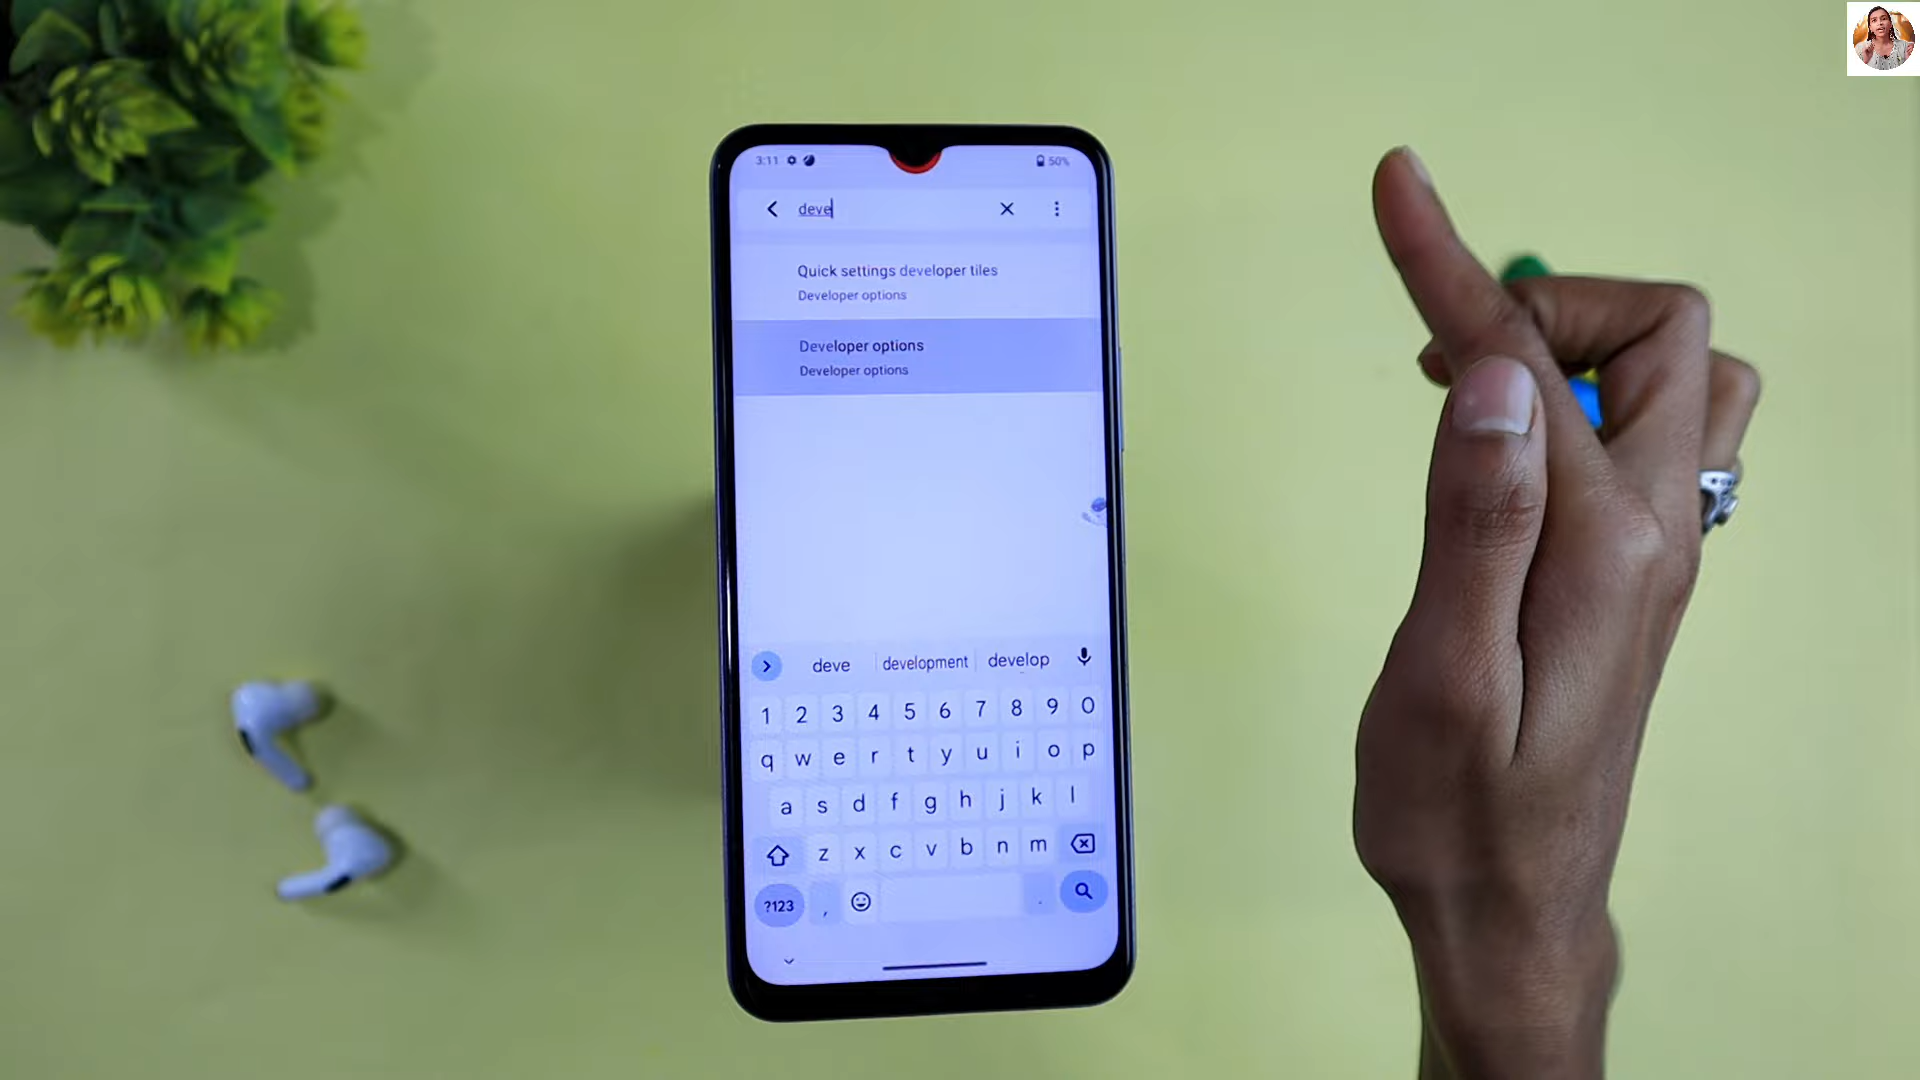 3:11 50%
deve
Quick settings developer tiles
Developer options
Developer options
Developer options
deve development develop
1 2 3 4 5 6 7 8 9 0
q w e r t y u i o p
a s d f g h j k l
z x c v b n m
?123 , .